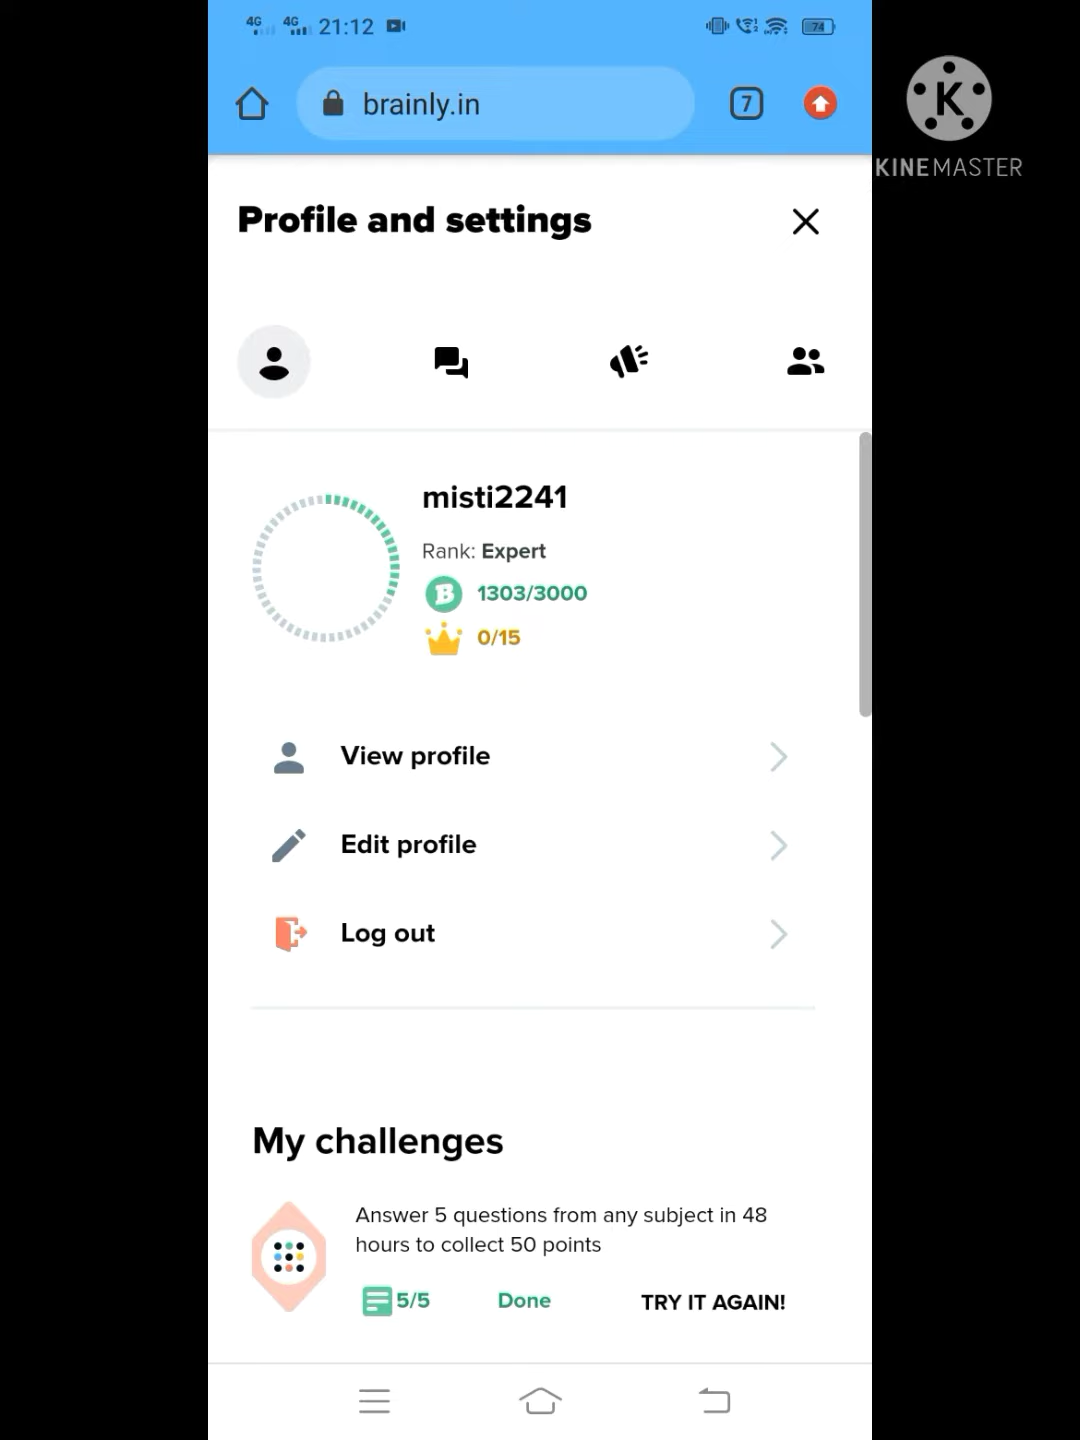 4G 4G 21:12 74
brainly.in 7
K
KINEMASTER
Profile and settings
misti2241
Rank: Expert
B 1303/3000
0/15
View profile
Edit profile
Log out
My challenges
Answer 5 questions from any subject in 48
hours to collect 50 points
5/5 Done TRY IT AGAIN!